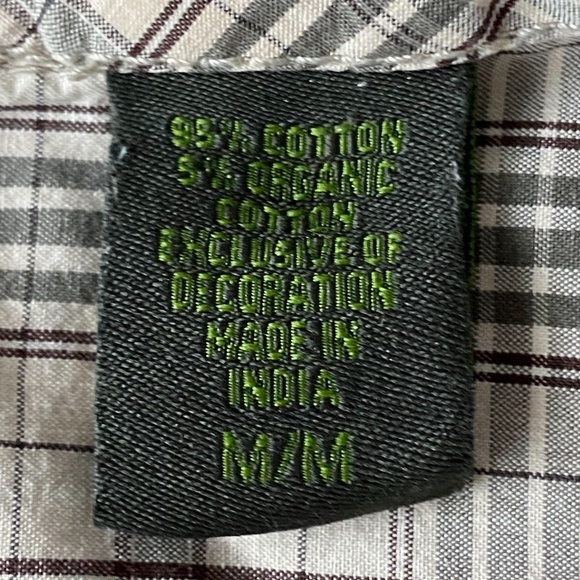 95% COTTON
5% ORGANIC
COTTON
EXCLUSIVE OF
DECORATION
MADE IN
INDIA
M/M